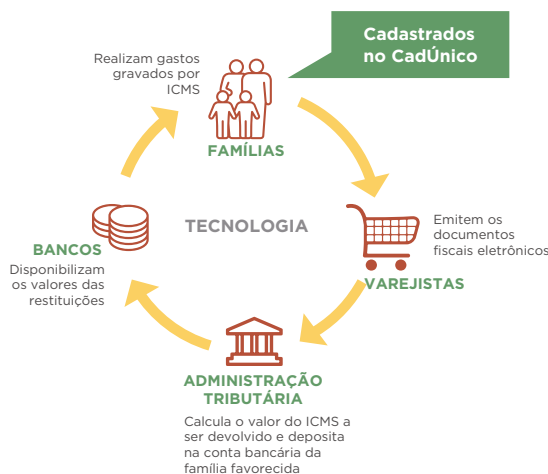 Cadastrados
no CadÚnico
Realizam gastos
gravados por
ICMS
FAMÍLIAS
TECNOLOGIA
Emitem os
documentos
fiscais eletrônicos
VAREJISTAS
BANCOS
Disponibilizam
os valores das
restituições
ADMINISTRAÇÃO
TRIBUTÁRIA
Calcula o valor do ICMS a
ser devolvido e deposita
na conta bancária da
família favorecida